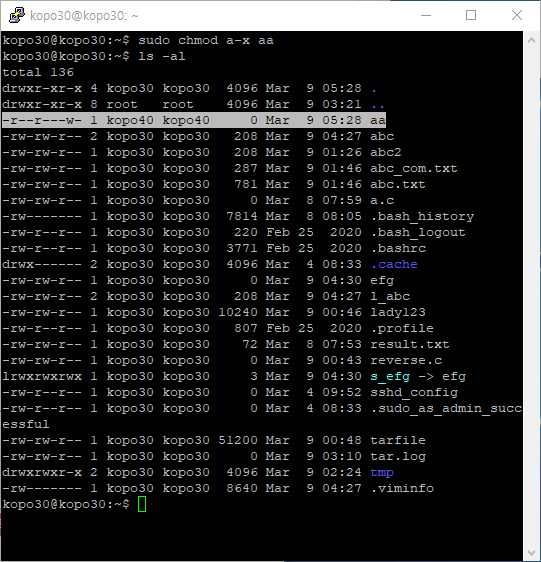 kopo30@kopo30: ~
kopo30@kopo30:~$ sudo chmod a-x aa
kopo30@kopo30:~$ ls -al
total 136
drwxr-xr-x 4 kopo30 kopo30  4096 Mar  9 05:28 .
drwxr-xr-x 8 root   root    4096 Mar  9 03:21 ..
-r--r---w- 1 kopo40 kopo40     0 Mar  9 05:28 aa
-rw-rw-r-- 2 kopo30 kopo30   208 Mar  9 04:27 abc
-rw-rw-r-- 1 kopo30 kopo30   208 Mar  9 01:26 abc2
-rw-rw-r-- 1 kopo30 kopo30   287 Mar  9 01:46 abc_com.txt
-rw-rw-r-- 1 kopo30 kopo30   781 Mar  9 01:46 abc.txt
-rw-rw-r-- 1 kopo30 kopo30     0 Mar  8 07:59 a.c
-rw------- 1 kopo30 kopo30  7814 Mar  8 08:05 .bash_history
-rw-r--r-- 1 kopo30 kopo30   220 Feb 25  2020 .bash_logout
-rw-r--r-- 1 kopo30 kopo30  3771 Feb 25  2020 .bashrc
drwx------ 2 kopo30 kopo30  4096 Mar  4 08:33 .cache
-rw-rw-r-- 1 kopo30 kopo30     0 Mar  9 04:30 efg
-rw-rw-r-- 2 kopo30 kopo30   208 Mar  9 04:27 l_abc
-rw-rw-r-- 1 kopo30 kopo30 10240 Mar  9 00:46 lady123
-rw-r--r-- 1 kopo30 kopo30   807 Feb 25  2020 .profile
-rw-rw-r-- 1 kopo30 kopo30    72 Mar  8 07:53 result.txt
-rw-rw-r-- 1 kopo30 kopo30     0 Mar  9 00:43 reverse.c
lrwxrwxrwx 1 kopo30 kopo30     3 Mar  9 04:30 s_efg -> efg
-rw-rw-r-- 1 kopo30 kopo30     0 Mar  4 09:52 sshd_config
-rw-r--r-- 1 kopo30 kopo30     0 Mar  4 08:33 .sudo_as_admin_succ
essful
-rw-rw-r-- 1 kopo30 kopo30 51200 Mar  9 00:48 tarfile
-rw-rw-r-- 1 kopo30 kopo30     0 Mar  9 03:10 tar.log
drwxrwxr-x 2 kopo30 kopo30  4096 Mar  9 02:24 tmp
-rw------- 1 kopo30 kopo30  8640 Mar  9 04:27 .viminfo
kopo30@kopo30:~$